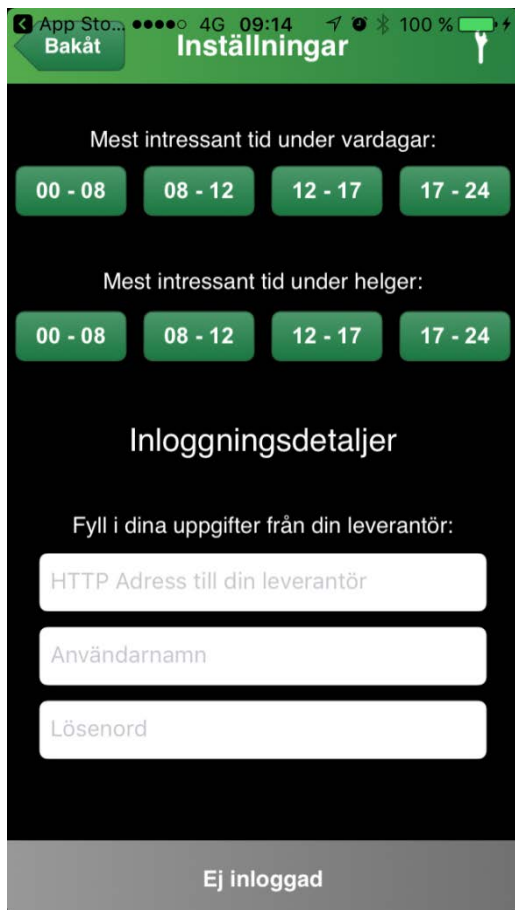 App Sto... 4G 09:14 100 %
Bakåt Inställningar
Mest intressant tid under vardagar:
00 - 08 08 - 12 12 - 17 17 - 24
Mest intressant tid under helger:
00 - 08 08 - 12 12 - 17 17 - 24
Inloggningsdetaljer
Fyll i dina uppgifter från din leverantör:
HTTP Adress till din leverantör
Användarnamn
Lösenord
Ej inloggad